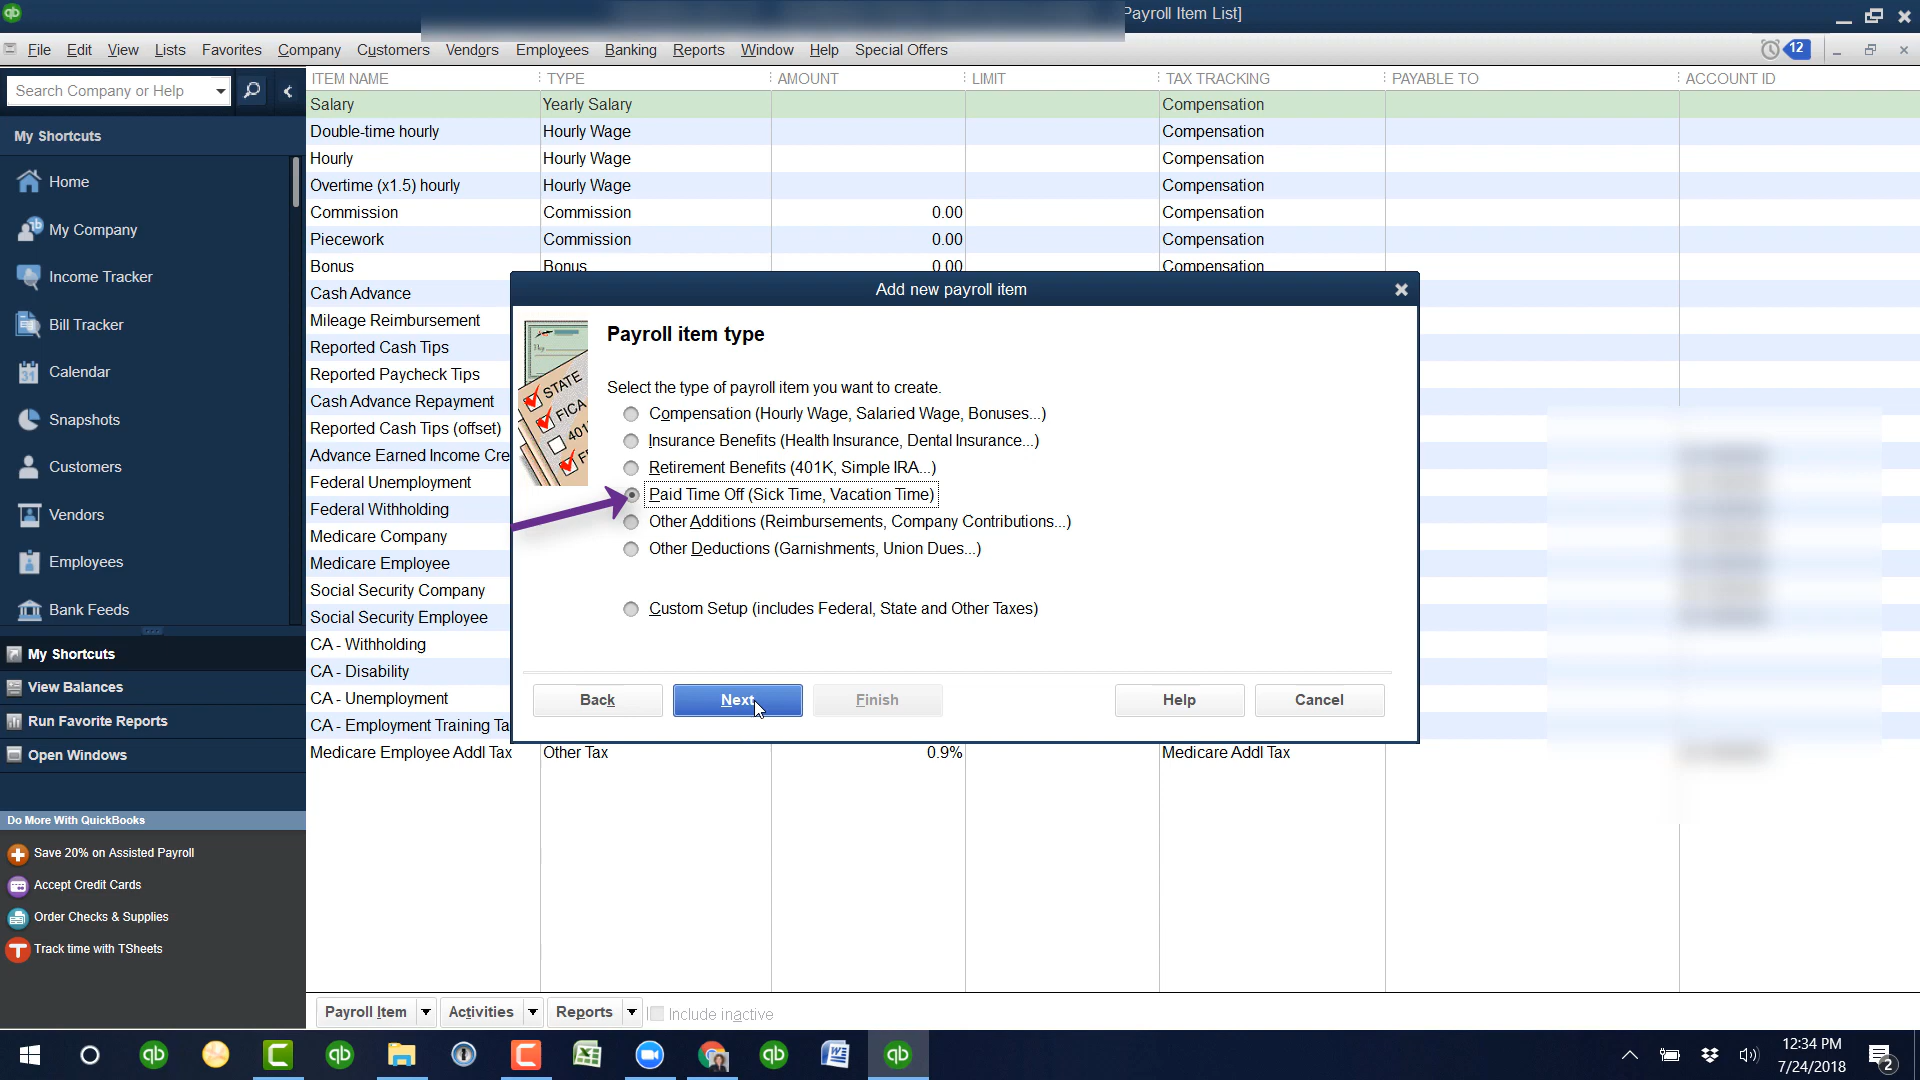 Payroll Item List]
File Edit View Lists Favorites Company Customers Vendors Employees Banking Reports Window Help Special Offers
12
Search Company or Help
My Shortcuts
Home
My Company
Income Tracker
Bill Tracker
31
Calendar
Snapshots
Customers
Vendors
Employees
Bank Feeds
My Shortcuts
View Balances
Run Favorite Reports
Open Windows
Do More With QuickBooks
Save 20% on Assisted Payroll
Accept Credit Cards
Order Checks & Supplies
Track time with TSheets
ITEM NAME TYPE AMOUNT LIMIT TAX TRACKING PAYABLE TO ACCOUNT ID
Salary Yearly Salary Compensation
Double-time hourly Hourly Wage Compensation
Hourly Hourly Wage Compensation
Overtime (x1.5) hourly Hourly Wage Compensation
Commission Commission 0.00 Compensation
Piecework Commission 0.00 Compensation
Bonus Bonus 0.00 Compensation
Cash Advance
Mileage Reimbursement
Reported Cash Tips
Reported Paycheck Tips
Cash Advance Repayment
Reported Cash Tips (offset)
Advance Earned Income Cre
Federal Unemployment
Federal Withholding
Medicare Company
Medicare Employee
Social Security Company
Social Security Employee
CA - Withholding
CA - Disability
CA - Unemployment
CA - Employment Training Ta
Medicare Employee Addl Tax Other Tax 0.9% Medicare Addl Tax
Add new payroll item
STATE
FICA
401
Payroll item type
Select the type of payroll item you want to create.
Compensation (Hourly Wage, Salaried Wage, Bonuses...)
Insurance Benefits (Health Insurance, Dental Insurance...)
Retirement Benefits (401K, Simple IRA...)
Paid Time Off (Sick Time, Vacation Time)
Other Additions (Reimbursements, Company Contributions...)
Other Deductions (Garnishments, Union Dues...)
Custom Setup (includes Federal, State and Other Taxes)
Back Next Finish Help Cancel
Payroll Item Activities Reports Include inactive
12:34 PM
7/24/2018
2